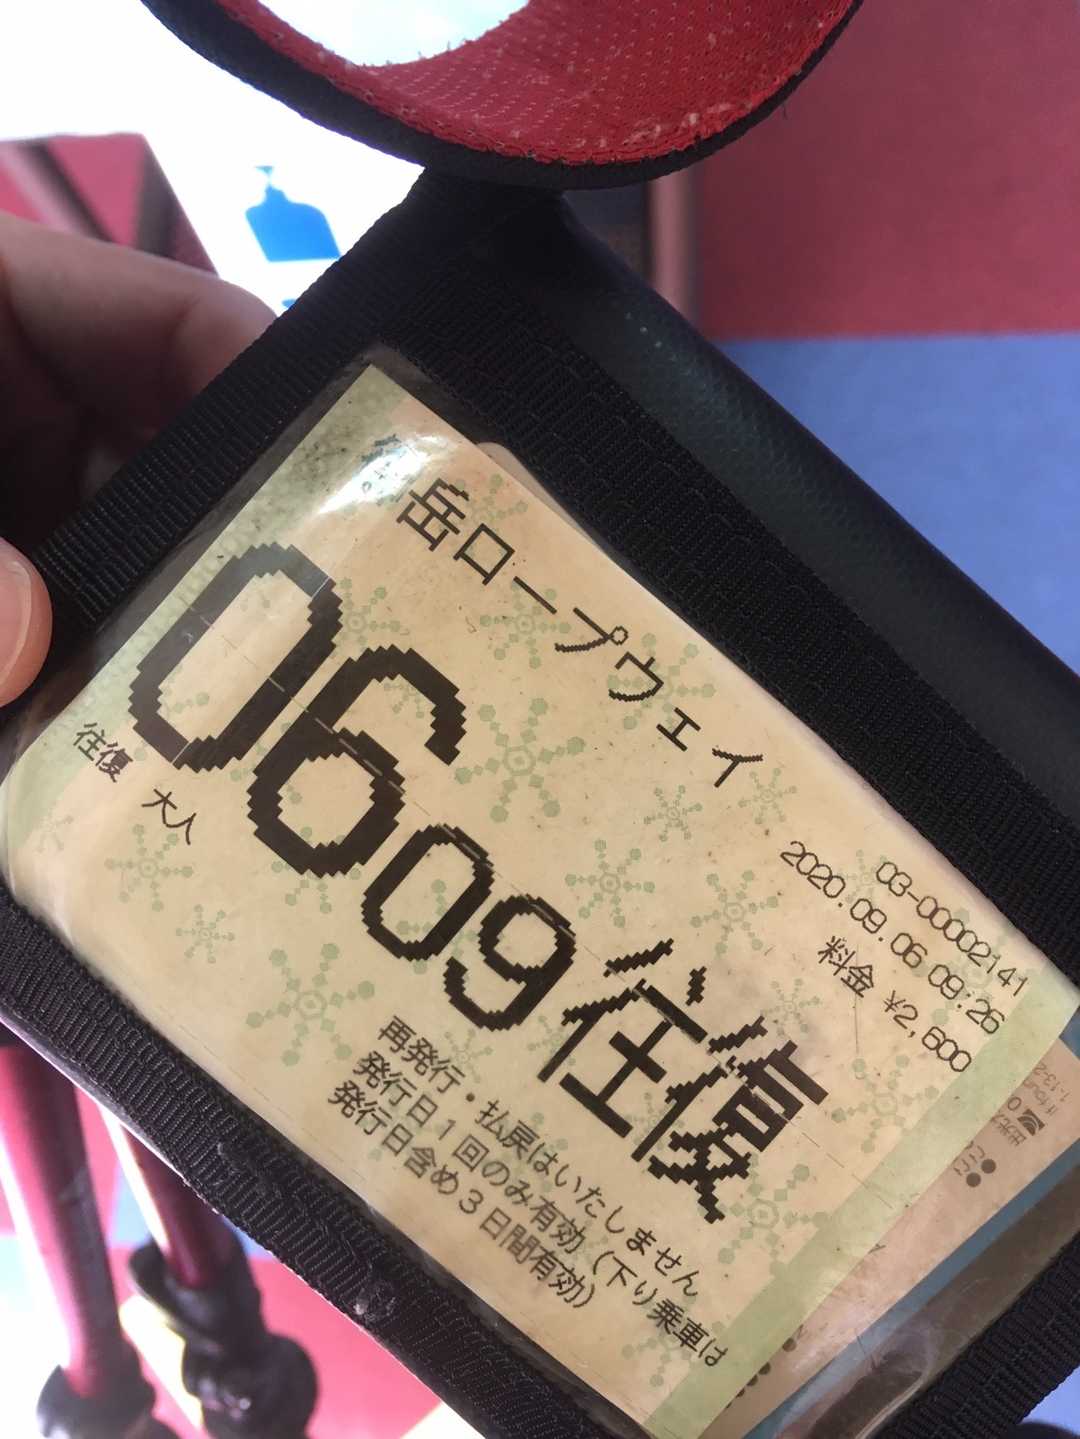 岳ロープウェイ
03-00002141
2020.09.06 09:26
料金 ¥2,600
0609往復
往復 大人
再発行・払戻はいたしません
発行日1回のみ有効(下り乗車は
発行日含め3日間有効)